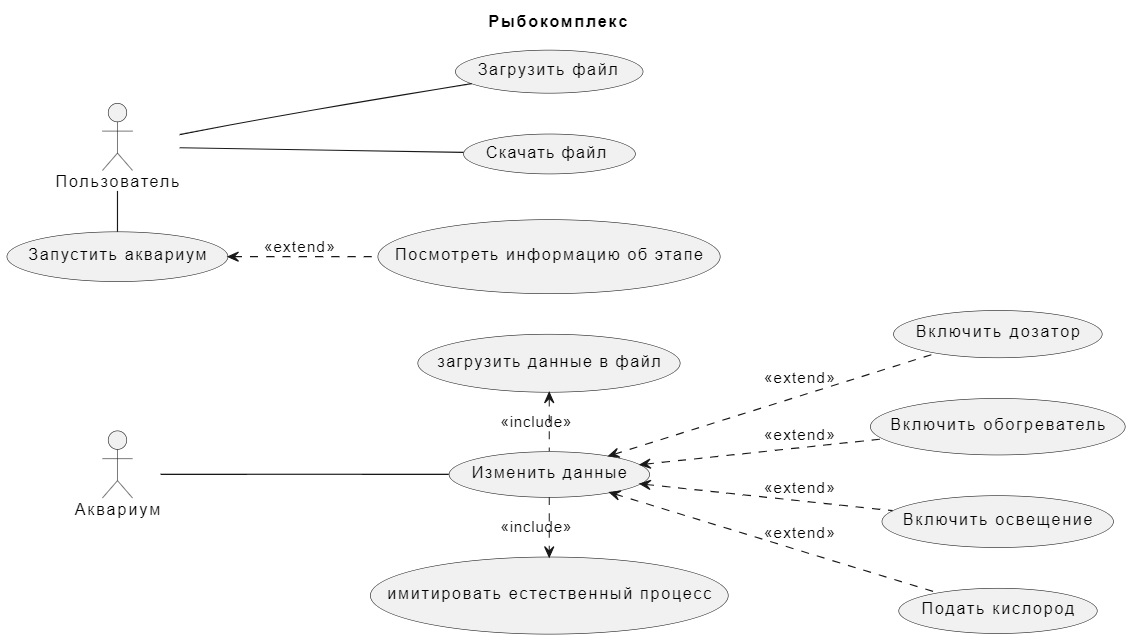 Рыбокомплекс
Загрузить файл
Скачать файл
Пользователь
Запустить аквариум
«extend»
Посмотреть информацию об этапе
Включить дозатор
загрузить данные в файл
«extend»
«include»
Включить обогреватель
«extend»
Изменить данные
«extend»
Аквариум
Включить освещение
«include»
«extend»
имитировать естественный процесс
Подать кислород